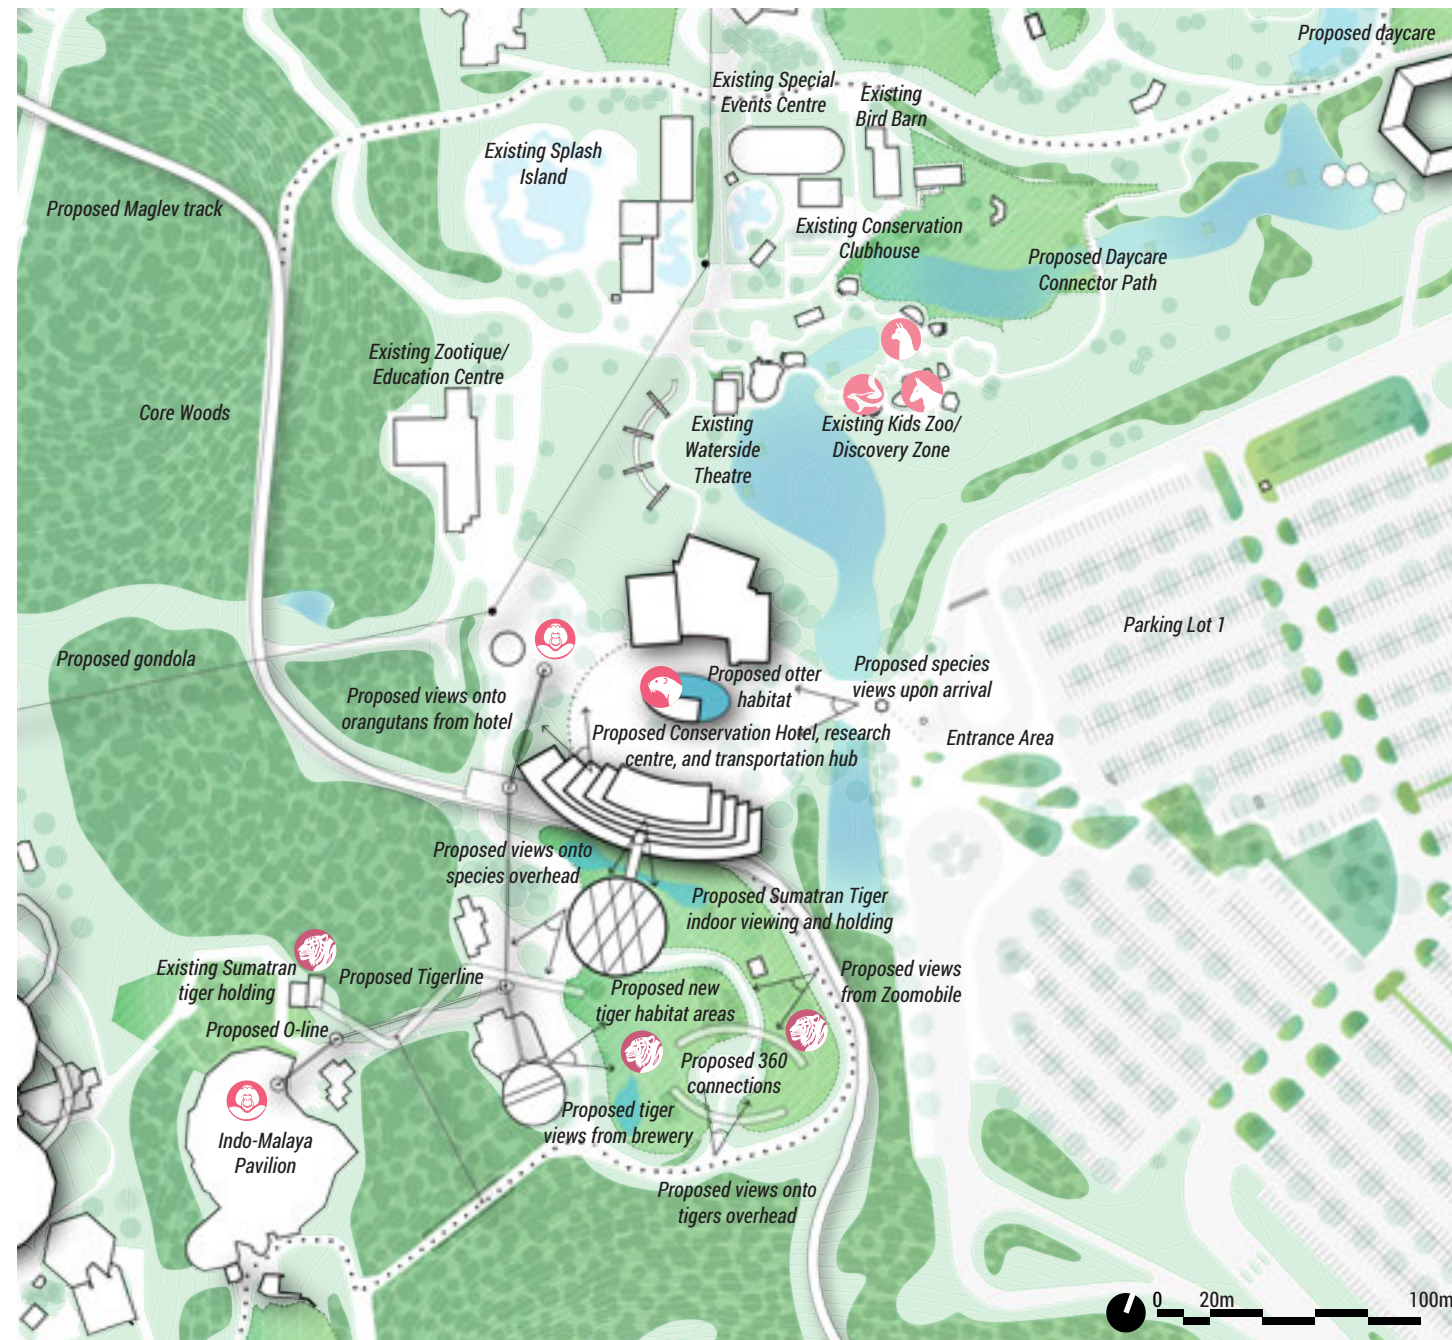 Proposed daycare
Existing Special
Events Centre
Existing
Bird Barn
Existing Splash
Island
Proposed Maglev track
Existing Conservation
Clubhouse
Proposed Daycare
Connector Path
Existing Zootique/
Education Centre
Core Woods
Existing
Waterside
Theatre
Existing Kids Zoo/
Discovery Zone
Parking Lot 1
Proposed gondola
Proposed views onto
orangutans from hotel
Proposed otter
habitat
Proposed species
views upon arrival
Proposed Conservation Hotel, research
centre, and transportation hub
Entrance Area
Proposed views onto
species overhead
Proposed Sumatran Tiger
indoor viewing and holding
Existing Sumatran
tiger holding
Proposed Tigerline
Proposed new
tiger habitat areas
Proposed views
from Zoomobile
Proposed O-line
Proposed 360
connections
Proposed tiger
views from brewery
Indo-Malaya
Pavilion
Proposed views onto
tigers overhead
0 20m 100m